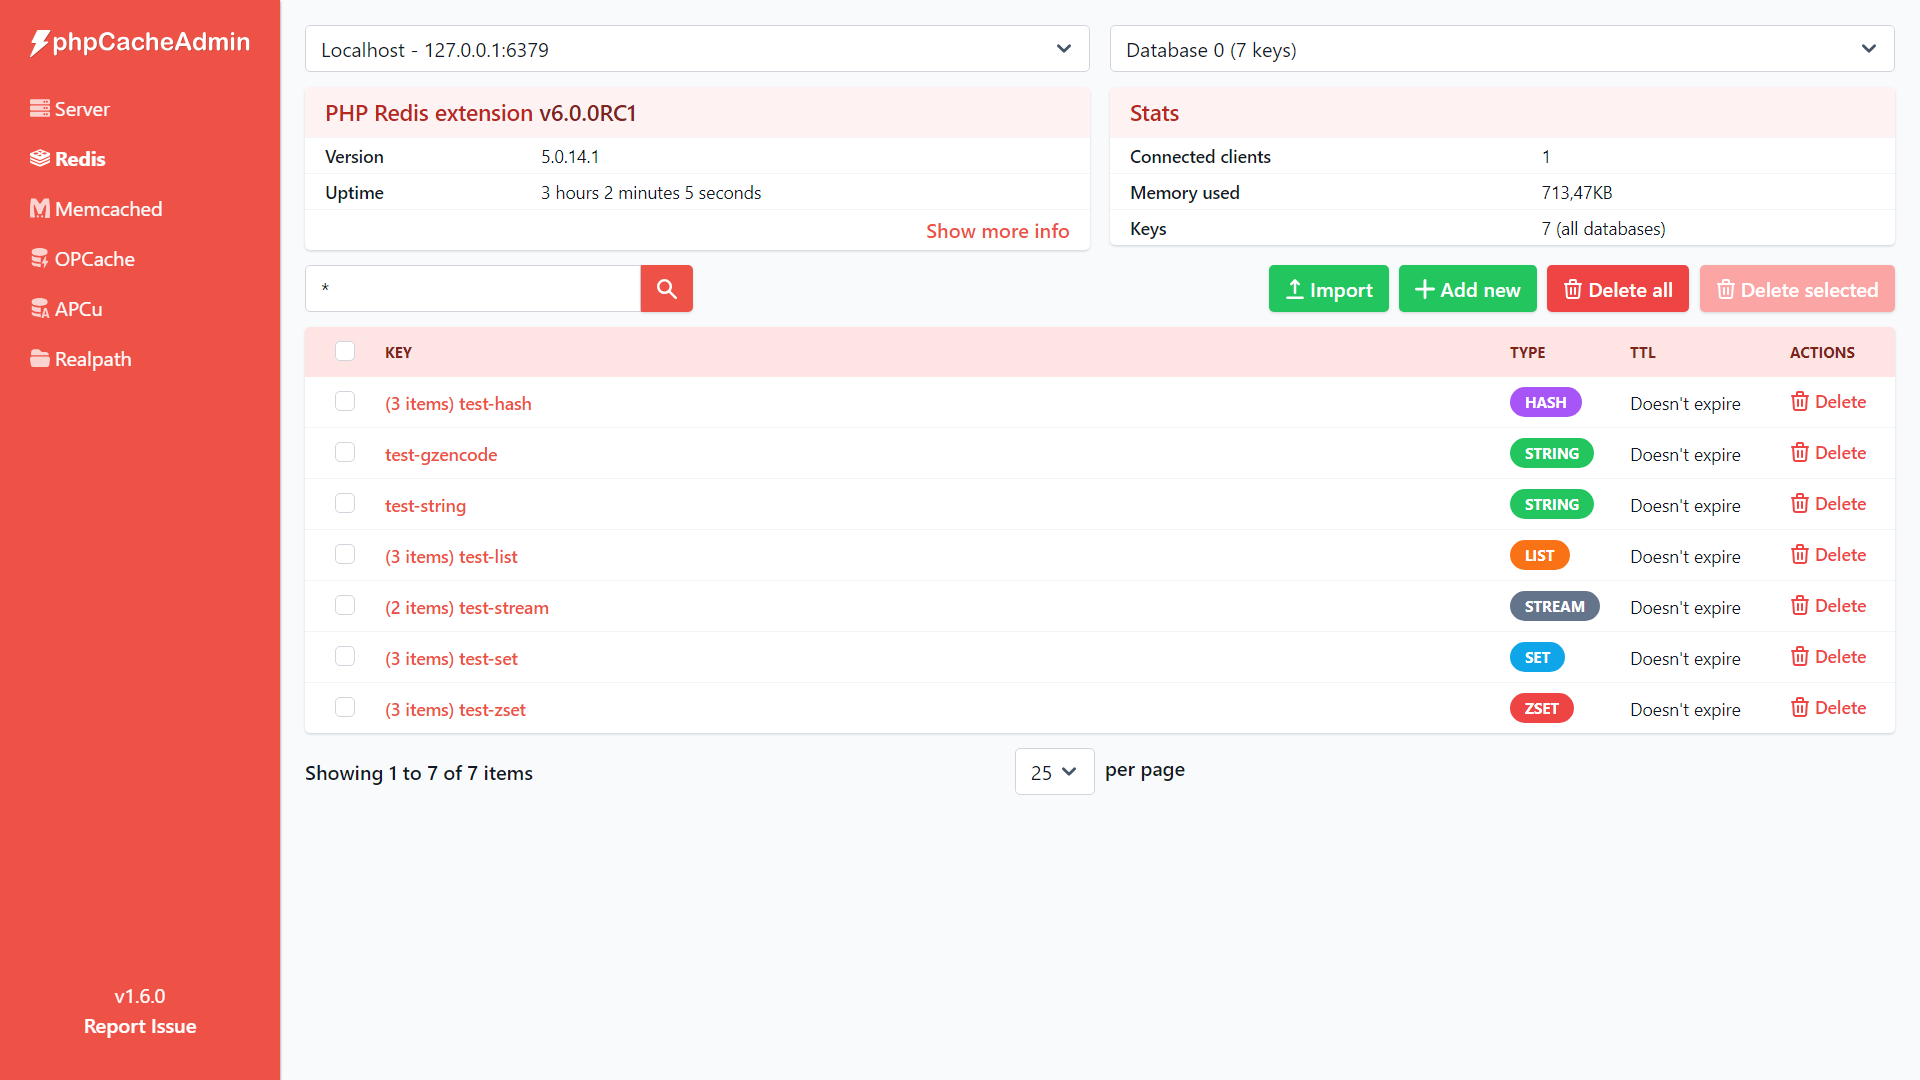 phpCacheAdmin
Server
Redis
Memcached
OPCache
APCu
Realpath
v1.6.0
Report Issue
Localhost - 127.0.0.1:6379
Database 0 (7 keys)
PHP Redis extension v6.0.0RC1
Version 5.0.14.1
Uptime 3 hours 2 minutes 5 seconds
Show more info
Stats
Connected clients 1
Memory used 713,47KB
Keys 7 (all databases)
*
Import Add new Delete all Delete selected
KEY TYPE TTL ACTIONS
(3 items) test-hash HASH Doesn't expire Delete
test-gzencode STRING Doesn't expire Delete
test-string STRING Doesn't expire Delete
(3 items) test-list LIST Doesn't expire Delete
(2 items) test-stream STREAM Doesn't expire Delete
(3 items) test-set SET Doesn't expire Delete
(3 items) test-zset ZSET Doesn't expire Delete
Showing 1 to 7 of 7 items 25 per page